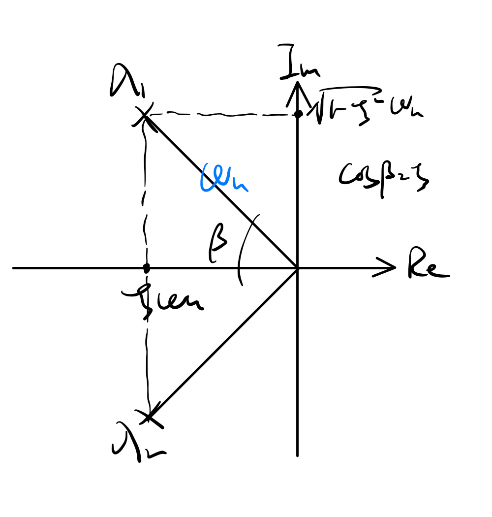 Im
λ₁
√1-ζ² ωn
ωn
cosβ=ζ
β
Re
ζωn
λ₂